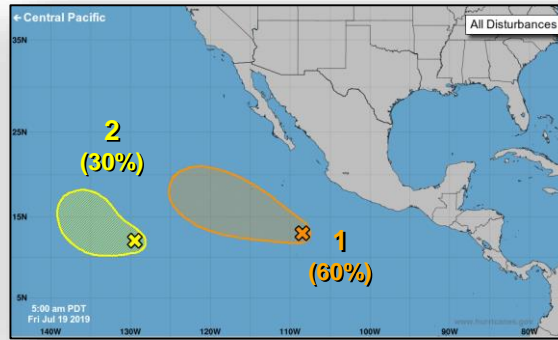 ←Central Pacific
All Disturbances
35N
25N
2
(30%)
15N
1
(60%)
5N
5:00 am PDT
Fri Jul 19 2019
www.hurricanes.gov
140W 130W 120W 110W 100W 90W 80W